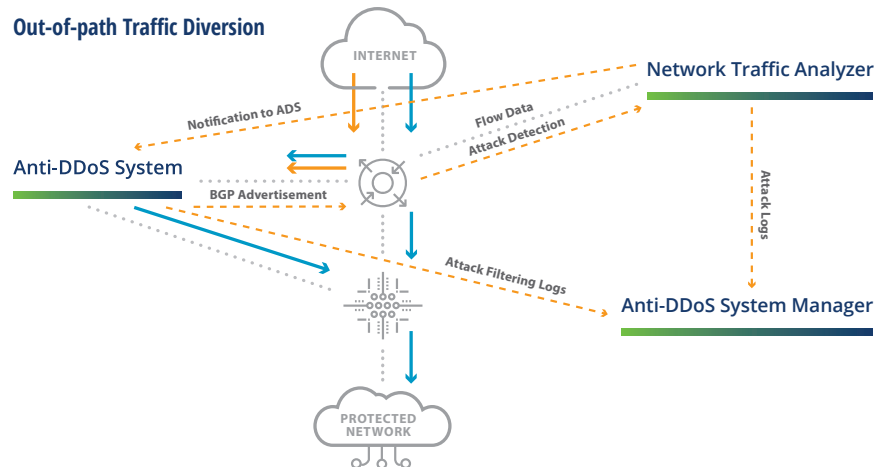 Out-of-path Traffic Diversion
INTERNET
Network Traffic Analyzer
Notification to ADS
Flow Data
Attack Detection
Anti-DDoS System
BGP Advertisement
Attack Logs
Attack Filtering Logs
Anti-DDoS System Manager
PROTECTED
NETWORK